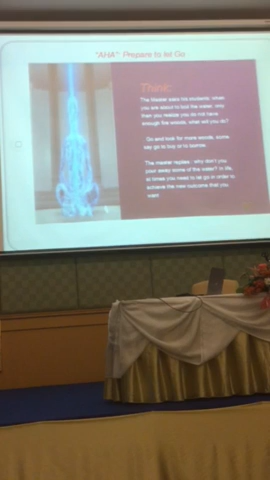 "AHA": Prepare to let Go
Think:
The Master asks his students, when
you are about to boil the water, only
then you realize you do not have
enough the woods, what will you do?
Go and look for more woods, some
say go to buy or to borrow.
The master replies : why don't you
pour away some of the water? In life,
at times you need to let go in order to
achieve the new outcome that you
want